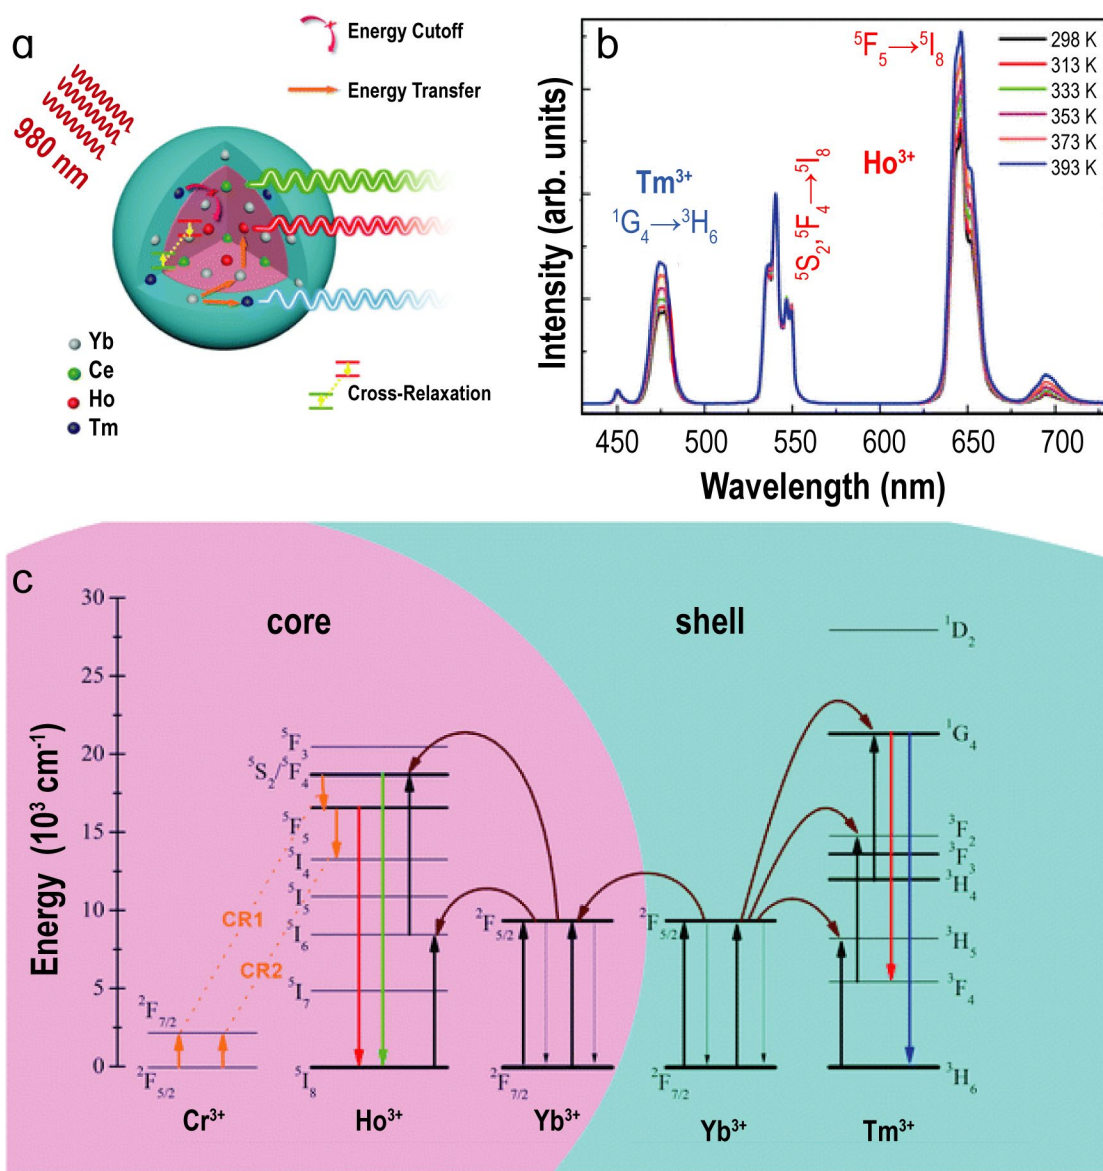 a
Energy Cutoff
Energy Transfer
980 nm
Yb
Ce
Ho
Tm
Cross-Relaxation
b
Intensity (arb. units)
Tm³⁺
¹G₄→³H₆
⁵S₂,⁵F₄→⁵I₈
Ho³⁺
⁵F₅→⁵I₈
298 K
313 K
333 K
353 K
373 K
393 K
450 500 550 600 650 700
Wavelength (nm)
c
core
shell
Energy (10³ cm⁻¹)
30
25
20
15
10
5
0
²F₇/₂
²F₅/₂
Cr³⁺
CR1
CR2
⁵F₃
⁵S₂/⁵F₄
⁵F₅
⁵I₄
⁵I₅
⁵I₆
⁵I₇
⁵I₈
Ho³⁺
²F₅/₂
²F₇/₂
Yb³⁺
²F₅/₂
²F₇/₂
Yb³⁺
¹D₂
¹G₄
³F₂
³F₃
³H₄
³H₅
³F₄
³H₆
Tm³⁺